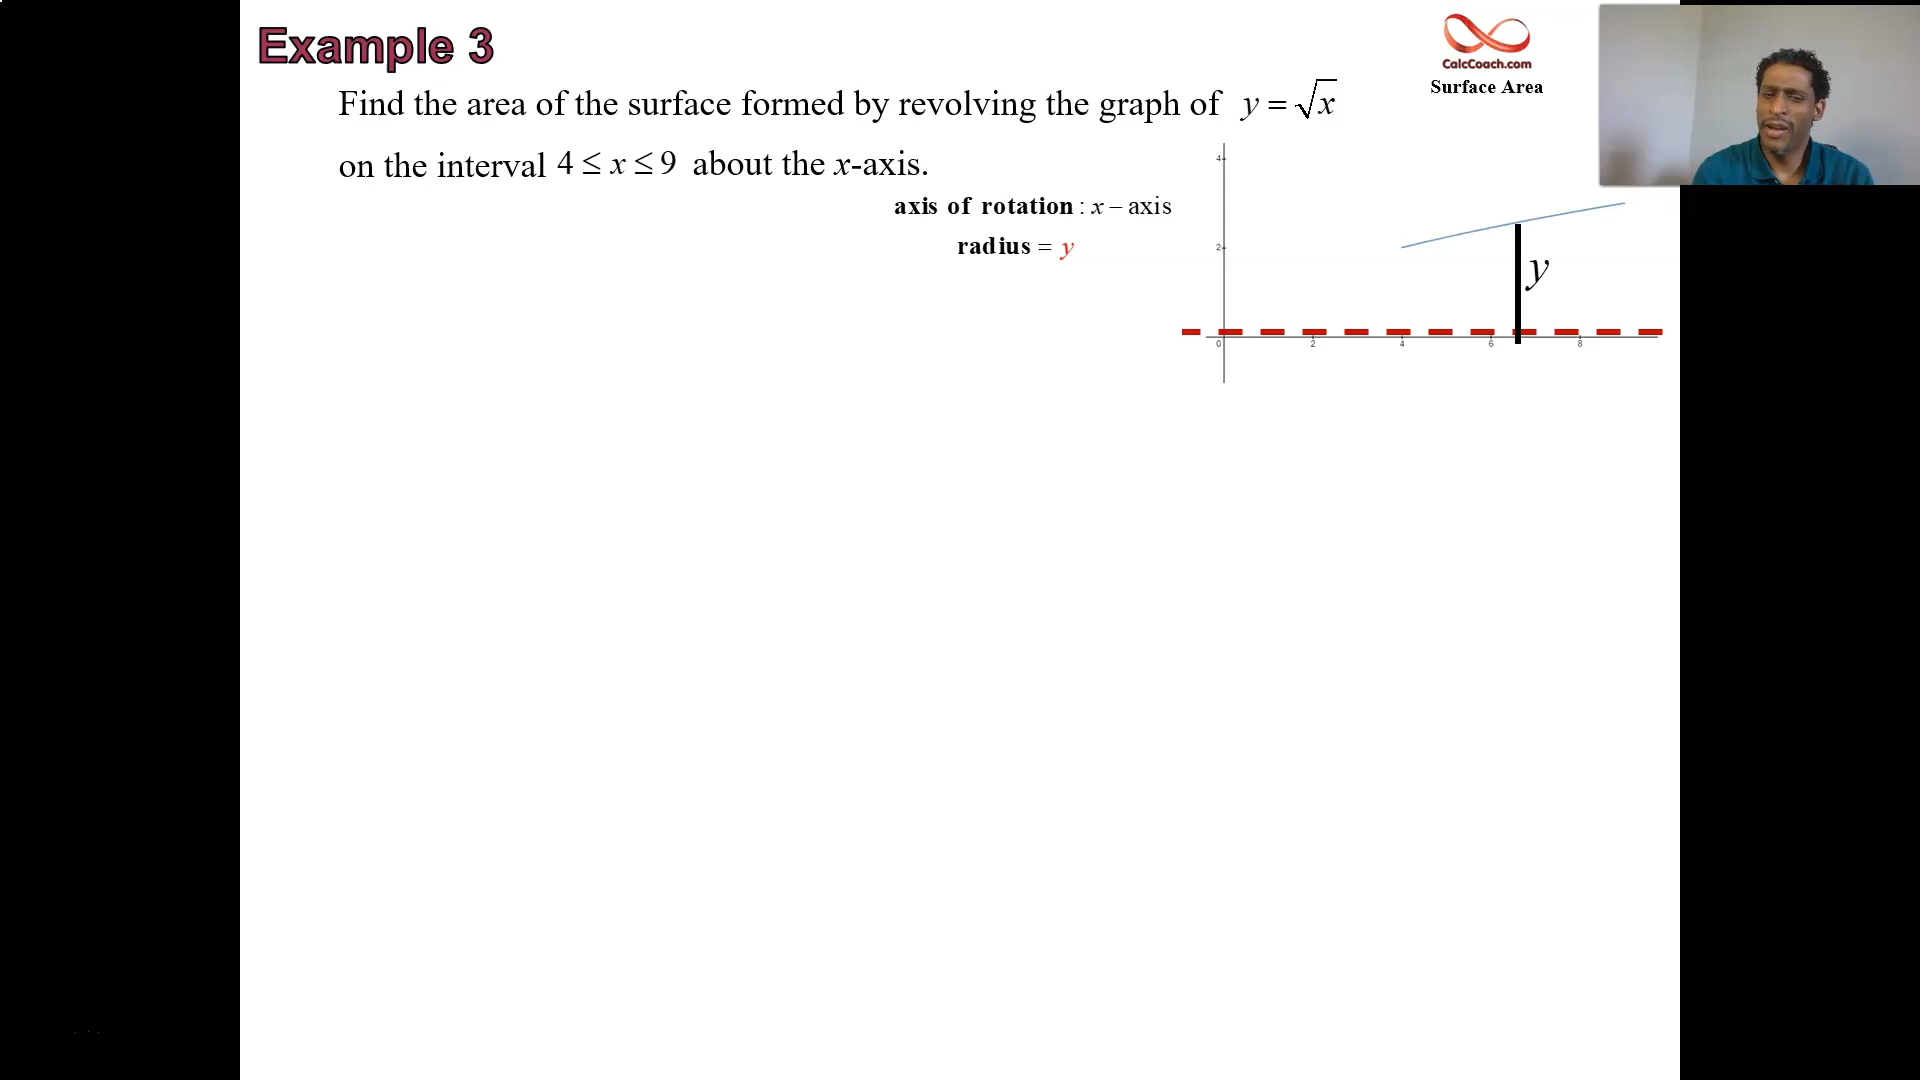 Example 3
CalcCoach.com
Surface Area
Find the area of the surface formed by revolving the graph of y = √x
on the interval 4 ≤ x ≤ 9 about the x-axis.
axis of rotation : x – axis
radius = y
4
2
y
0 2 4 6 8